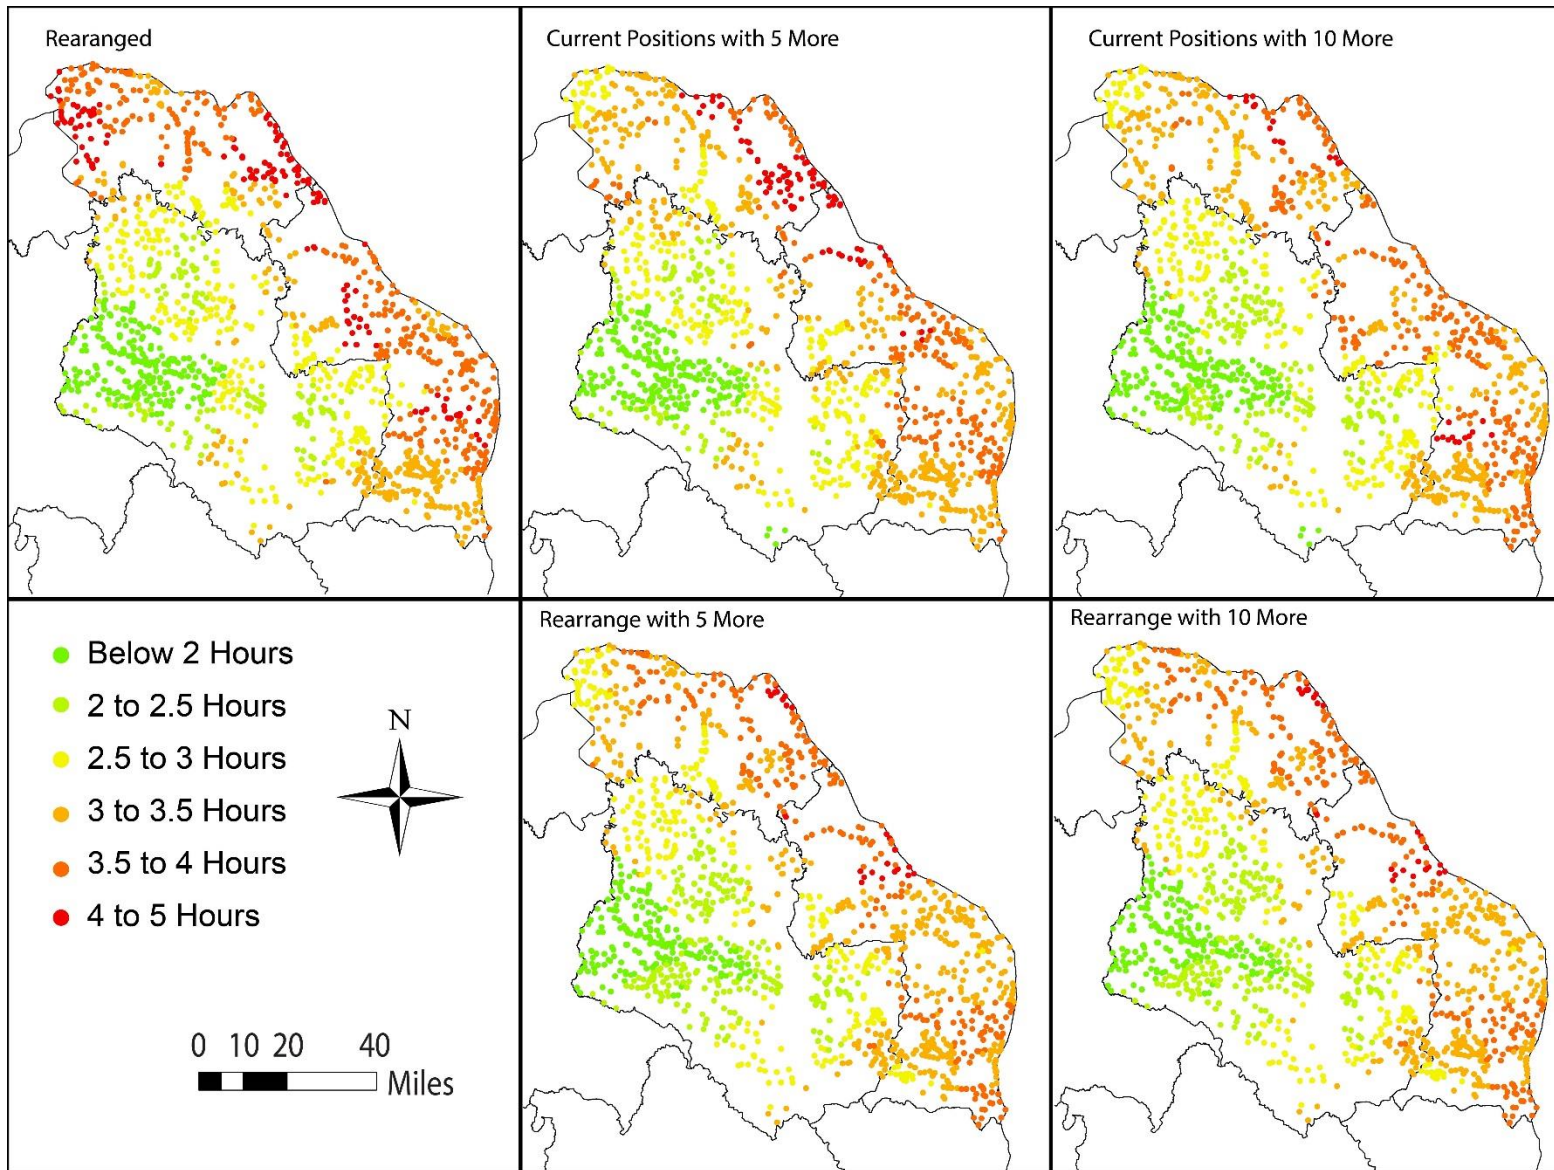 Rearanged
Current Positions with 5 More
Current Positions with 10 More
Below 2 Hours
2 to 2.5 Hours
2.5 to 3 Hours
3 to 3.5 Hours
3.5 to 4 Hours
4 to 5 Hours
N
0 10 20 40
Miles
Rearrange with 5 More
Rearrange with 10 More